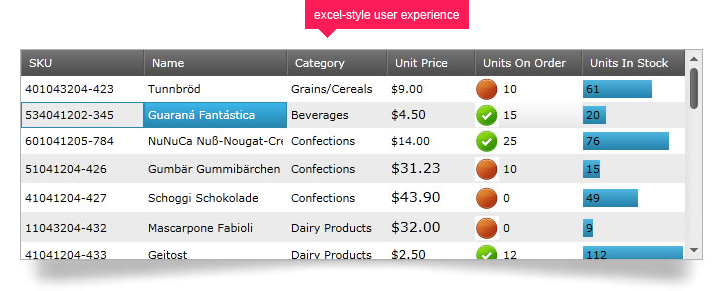 excel-style user experience
SKU Name Category Unit Price Units On Order Units In Stock
401043204-423 Tunnbröd Grains/Cereals $9.00 10 61
534041202-345 Guaraná Fantástica Beverages $4.50 15 20
601041205-784 NuNuCa Nuß-Nougat-Cre Confections $14.00 25 76
51041204-426 Gumbär Gummibärchen Confections $31.23 10 15
41041204-427 Schoggi Schokolade Confections $43.90 0 49
11043204-432 Mascarpone Fabioli Dairy Products $32.00 0 9
41041204-433 Geitost Dairy Products $2.50 12 112